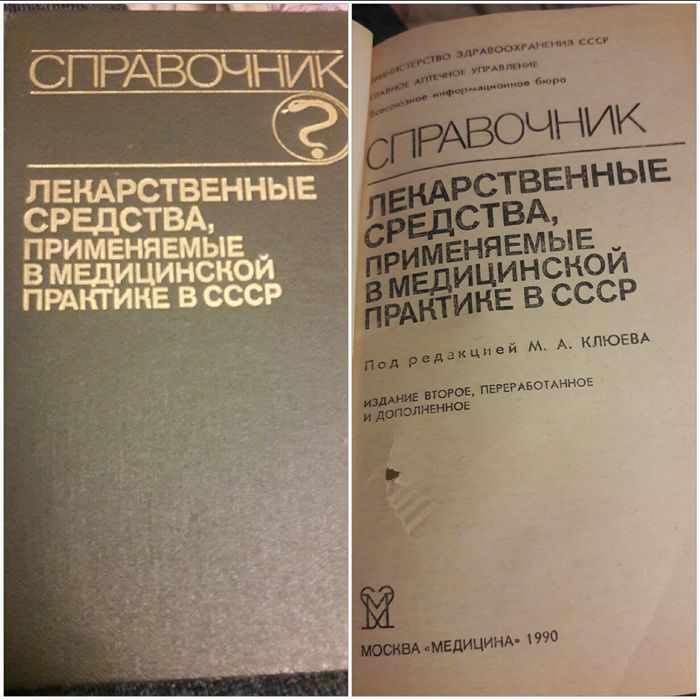 СПРАВОЧНИК
ЛЕКАРСТВЕННЫЕ
СРЕДСТВА,
ПРИМЕНЯЕМЫЕ
В МЕДИЦИНСКОЙ
ПРАКТИКЕ В СССР
МИНИСТЕРСТВО ЗДРАВООХРАНЕНИЯ СССР
ГЛАВНОЕ АПТЕЧНОЕ УПРАВЛЕНИЕ
Всесоюзное информационное бюро
СПРАВОЧНИК
ЛЕКАРСТВЕННЫЕ
СРЕДСТВА,
ПРИМЕНЯЕМЫЕ
В МЕДИЦИНСКОЙ
ПРАКТИКЕ В СССР
Под редакцией М. А. КЛЮЕВА
ИЗДАНИЕ ВТОРОЕ, ПЕРЕРАБОТАННОЕ
И ДОПОЛНЕННОЕ
МОСКВА «МЕДИЦИНА» 1990